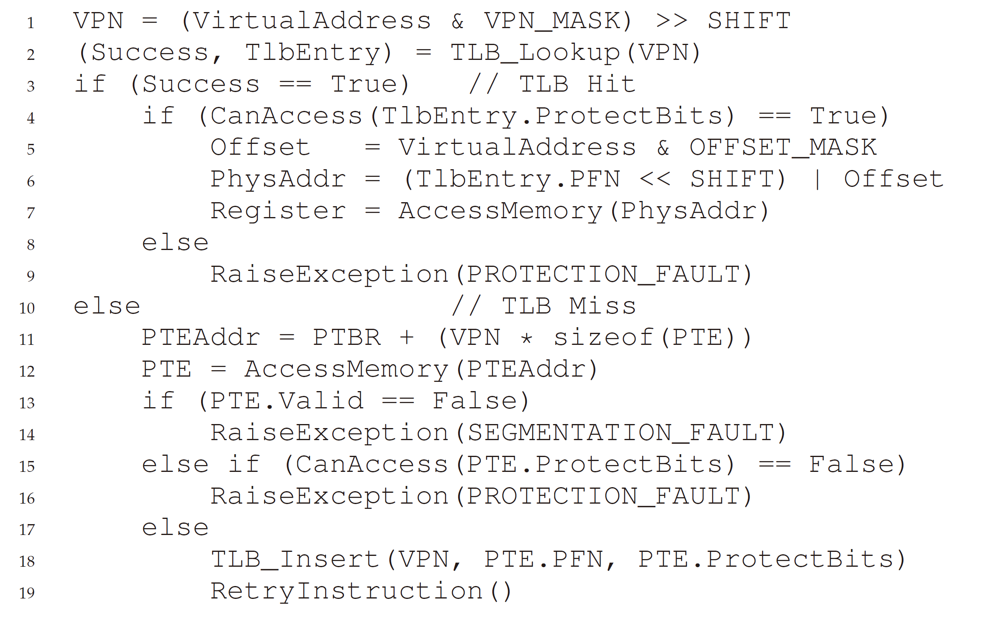 1 VPN = (VirtualAddress & VPN_MASK) >> SHIFT
2 (Success, TlbEntry) = TLB_Lookup(VPN)
3 if (Success == True)   // TLB Hit
4     if (CanAccess(TlbEntry.ProtectBits) == True)
5         Offset   = VirtualAddress & OFFSET_MASK
6         PhysAddr = (TlbEntry.PFN << SHIFT) | Offset
7         Register = AccessMemory(PhysAddr)
8     else
9         RaiseException(PROTECTION_FAULT)
10 else                  // TLB Miss
11     PTEAddr = PTBR + (VPN * sizeof(PTE))
12     PTE = AccessMemory(PTEAddr)
13     if (PTE.Valid == False)
14         RaiseException(SEGMENTATION_FAULT)
15     else if (CanAccess(PTE.ProtectBits) == False)
16         RaiseException(PROTECTION_FAULT)
17     else
18         TLB_Insert(VPN, PTE.PFN, PTE.ProtectBits)
19         RetryInstruction()